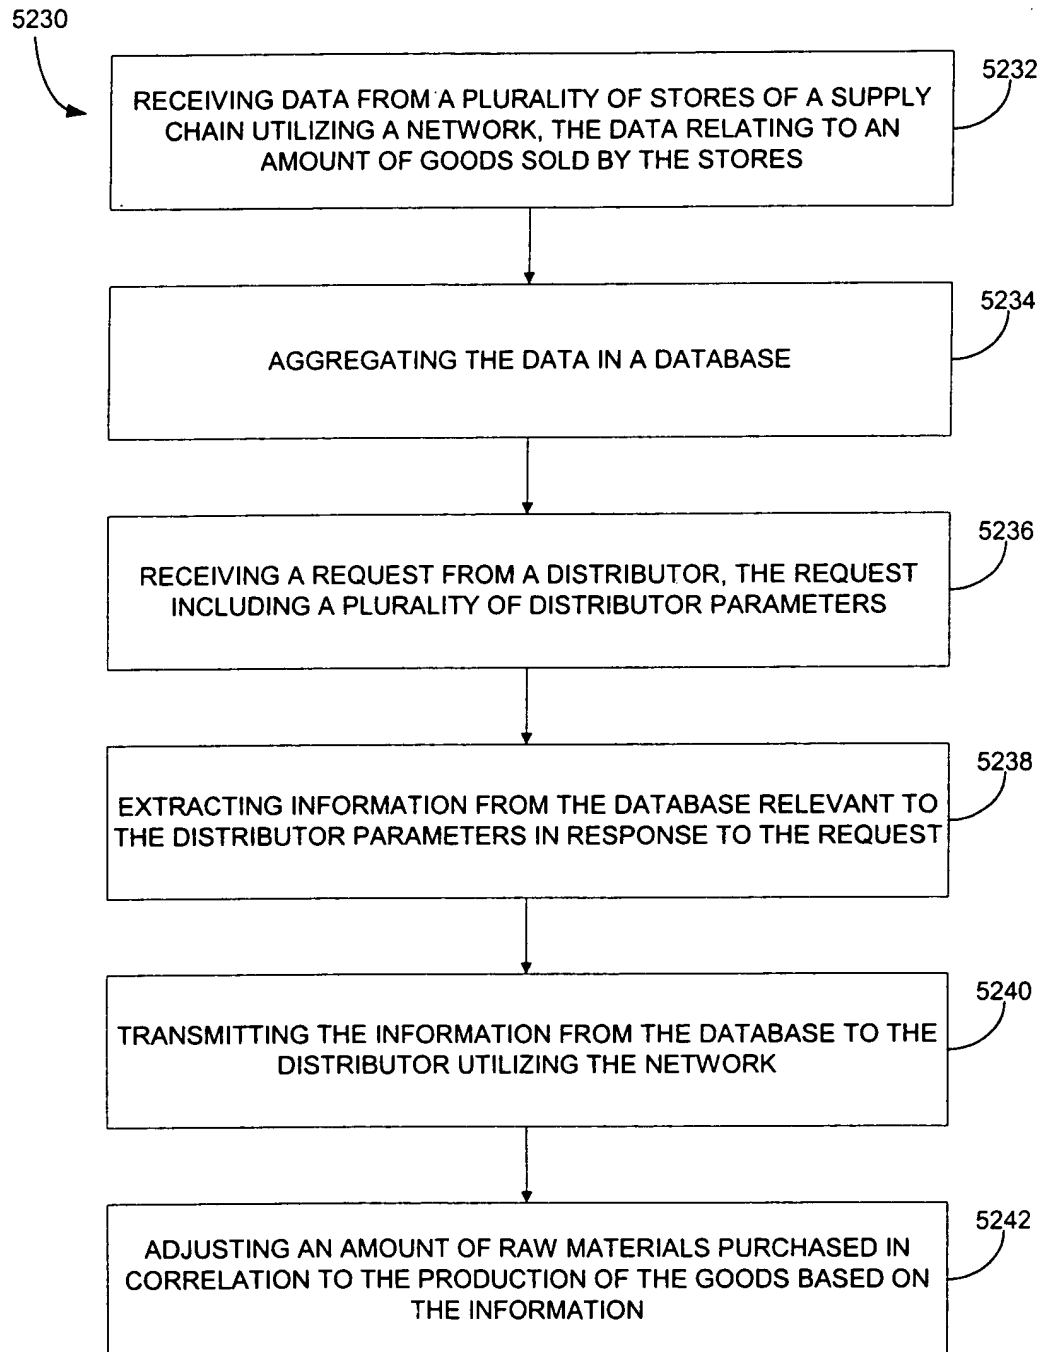 5230
5232
RECEIVING DATA FROM A PLURALITY OF STORES OF A SUPPLY
CHAIN UTILIZING A NETWORK, THE DATA RELATING TO AN
AMOUNT OF GOODS SOLD BY THE STORES
5234
AGGREGATING THE DATA IN A DATABASE
5236
RECEIVING A REQUEST FROM A DISTRIBUTOR, THE REQUEST
INCLUDING A PLURALITY OF DISTRIBUTOR PARAMETERS
5238
EXTRACTING INFORMATION FROM THE DATABASE RELEVANT TO
THE DISTRIBUTOR PARAMETERS IN RESPONSE TO THE REQUEST
5240
TRANSMITTING THE INFORMATION FROM THE DATABASE TO THE
DISTRIBUTOR UTILIZING THE NETWORK
5242
ADJUSTING AN AMOUNT OF RAW MATERIALS PURCHASED IN
CORRELATION TO THE PRODUCTION OF THE GOODS BASED ON
THE INFORMATION